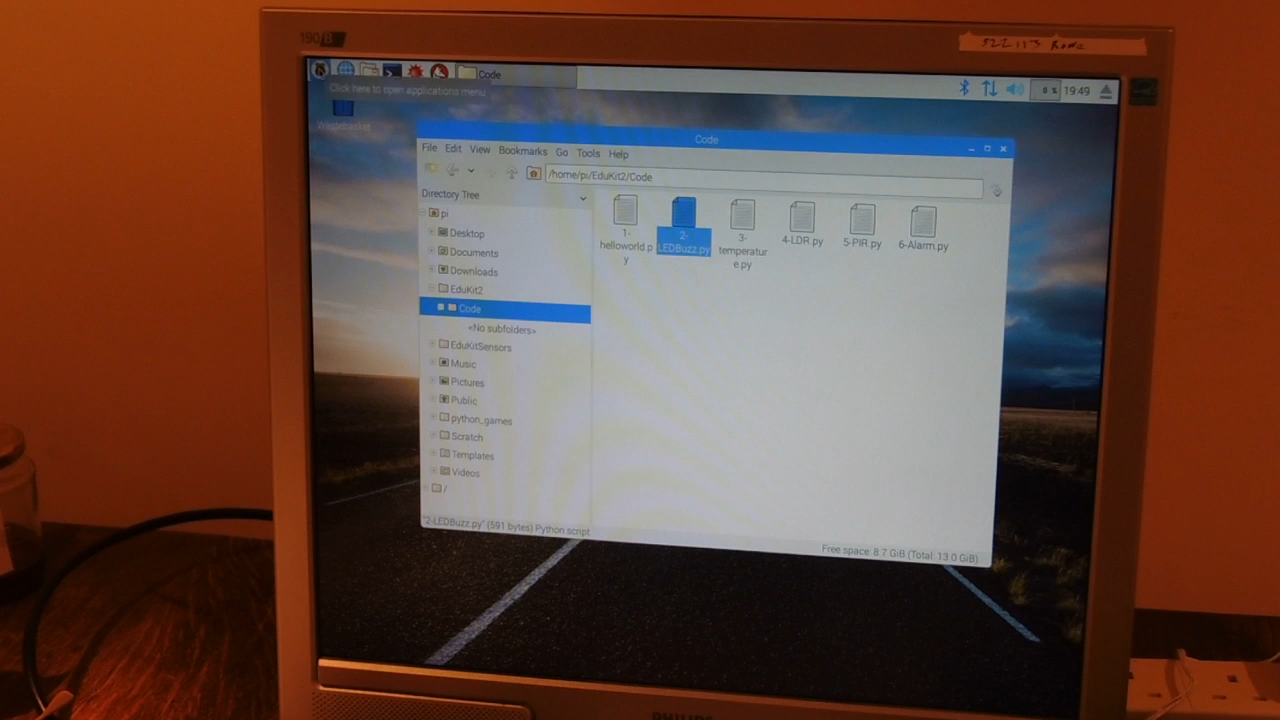 190 B
Code
Click here to open applications menu
0 %
19:49
Wastebasket
Code
File Edit View Bookmarks Go Tools Help
/home/pi/EduKit2/Code
Directory Tree
pi
Desktop
Documents
Downloads
EduKit2
Code
<No subfolders>
EduKitSensors
Music
Pictures
Public
python_games
Scratch
Templates
Videos
/
1-
helloworld.p
y
2-
LEDBuzz.py
3-
temperatur
e.py
4-LDR.py
5-PIR.py
6-Alarm.py
"2-LEDBuzz.py" (591 bytes) Python script
Free space: 8.7 GiB (Total: 13.0 GiB)
PHILIPS